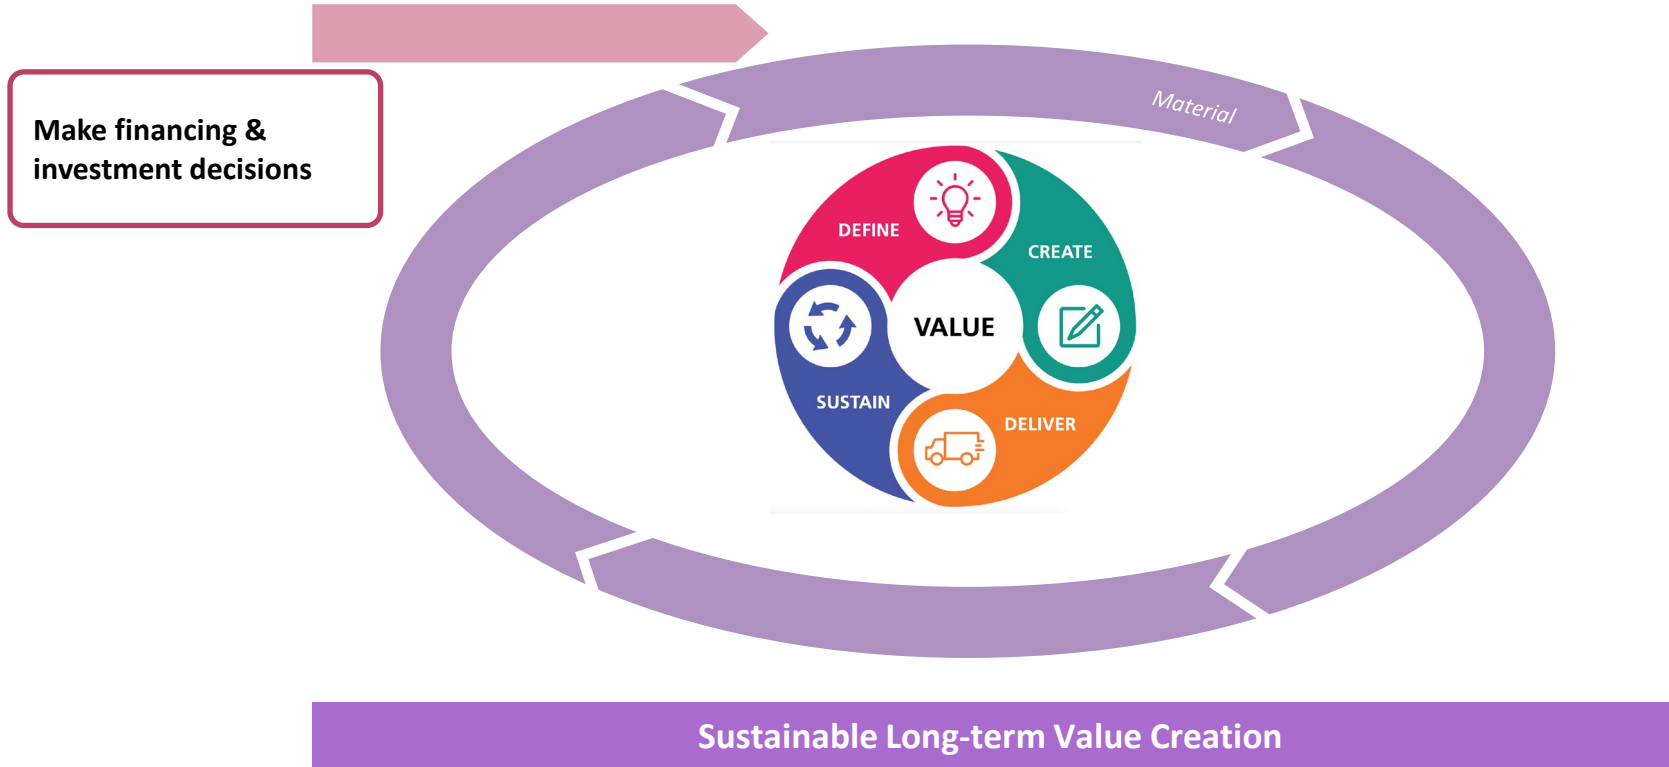 Make financing &
investment decisions
Material
DEFINE
CREATE
VALUE
SUSTAIN
DELIVER
Sustainable Long-term Value Creation